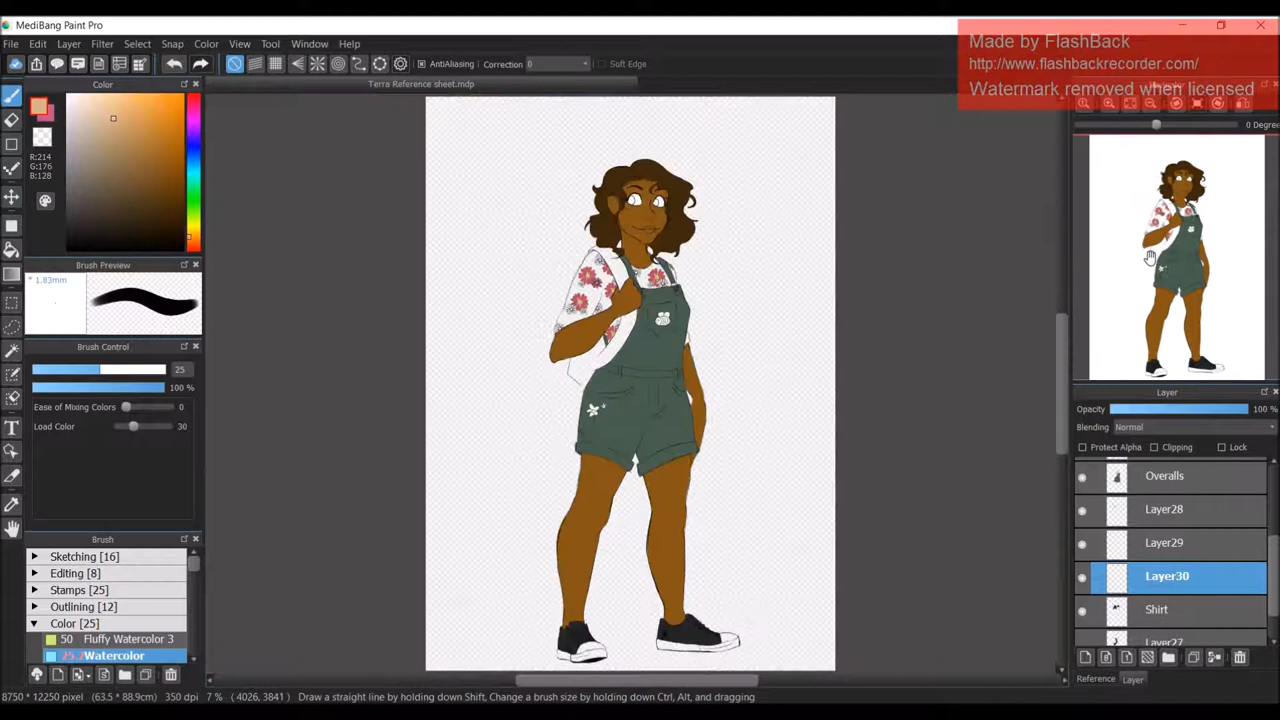 MediBang Paint Pro
File Edit Layer Filter Select Snap Color View Tool Window Help
Made by FlashBack
http://www.flashbackrecorder.com/
Watermark removed when licensed
AntiAliasing Correction 0 Soft Edge
Color
Terra Reference sheet.mdp
0 Degree
R:214
G:176
B:128
Brush Preview
* 1.83mm
Brush Control
25
100 %
Ease of Mixing Colors 0
Load Color 30
Brush
Sketching [16]
Editing [8]
Stamps [25]
Outlining [12]
Color [25]
50 Fluffy Watercolor 3
Watercolor
Layer
Opacity 100 %
Blending Normal
Protect Alpha Clipping Lock
Overalls
Layer28
Layer29
Layer30
Shirt
Layer27
Reference Layer
8750 * 12250 pixel (63.5 * 88.9cm) 350 dpi 7 % ( 4026, 3841 ) Draw a straight line by holding down Shift, Change a brush size by holding down Ctrl, Alt, and dragging